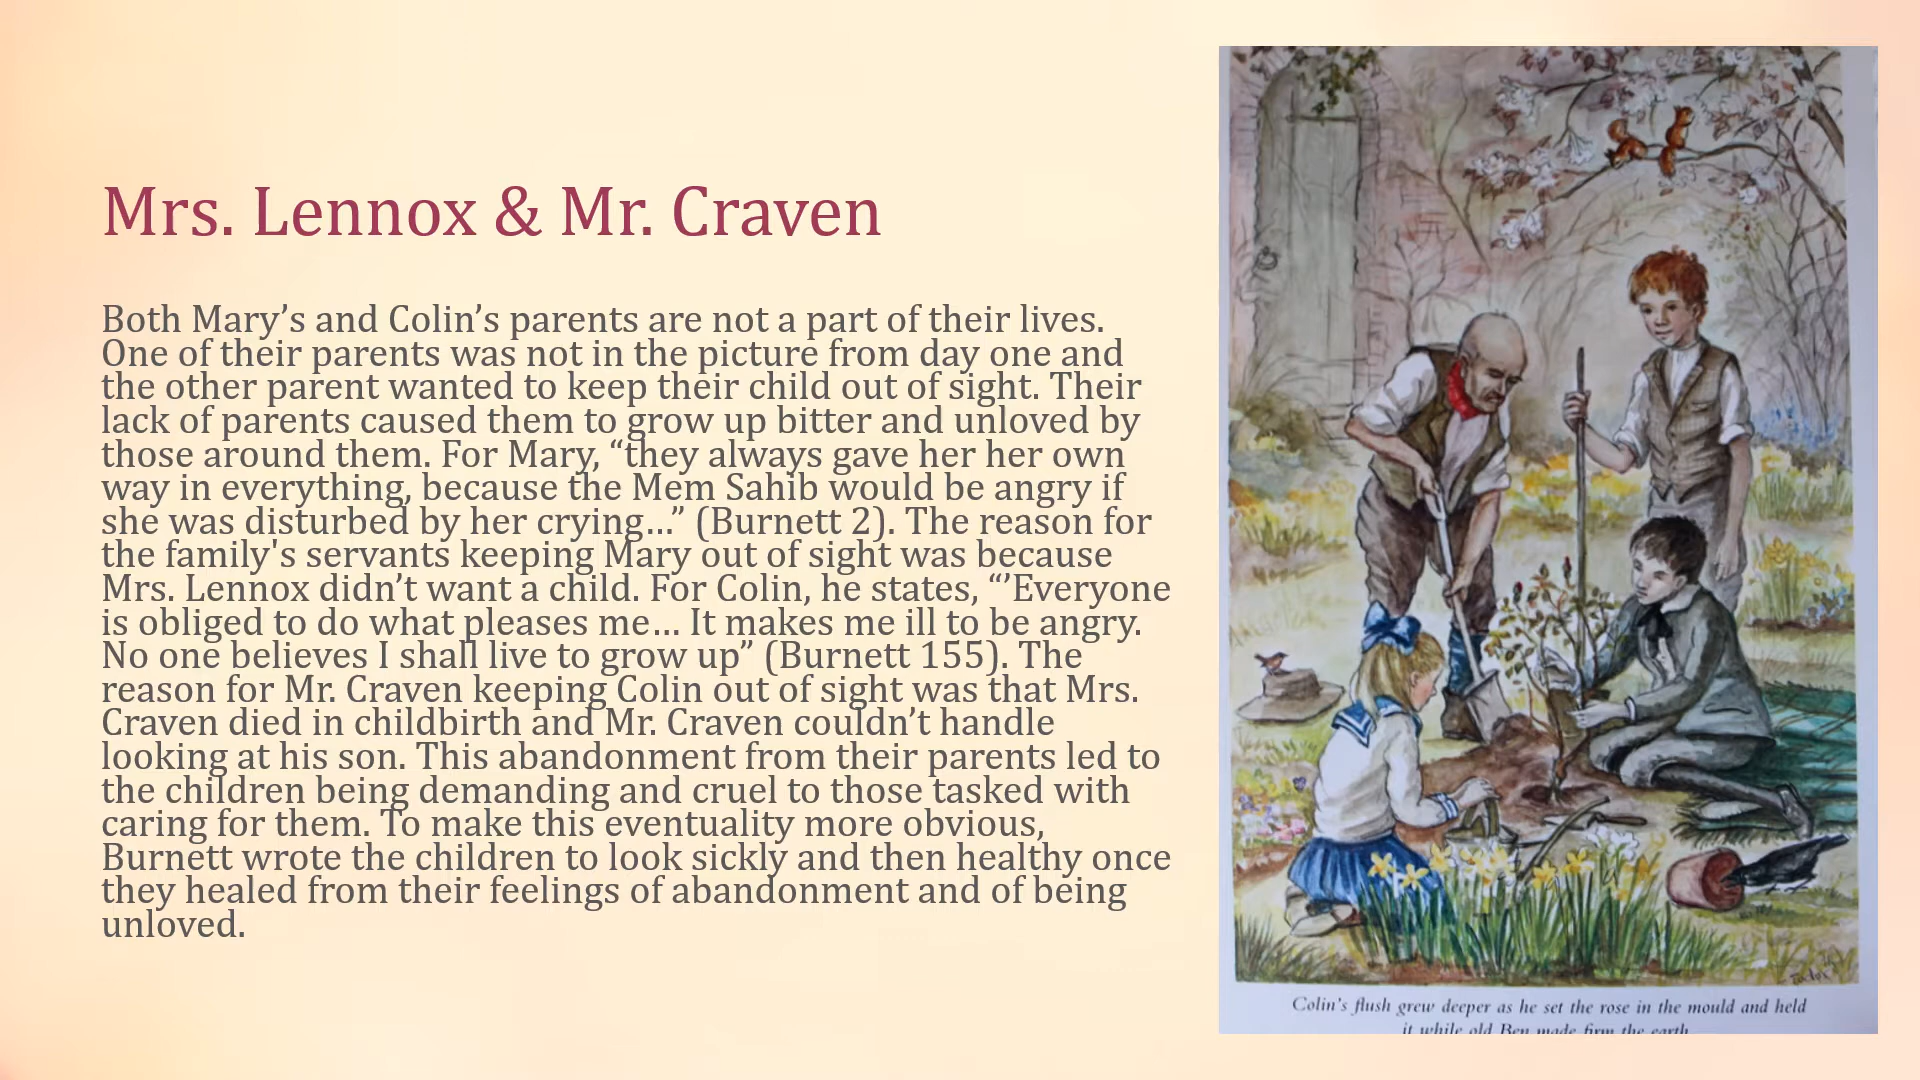 Mrs. Lennox & Mr. Craven
Both Mary’s and Colin’s parents are not a part of their lives.
One of their parents was not in the picture from day one and
the other parent wanted to keep their child out of sight. Their
lack of parents caused them to grow up bitter and unloved by
those around them. For Mary, “they always gave her her own
way in everything, because the Mem Sahib would be angry if
she was disturbed by her crying…” (Burnett 2). The reason for
the family's servants keeping Mary out of sight was because
Mrs. Lennox didn’t want a child. For Colin, he states, “’Everyone
is obliged to do what pleases me… It makes me ill to be angry.
No one believes I shall live to grow up” (Burnett 155). The
reason for Mr. Craven keeping Colin out of sight was that Mrs.
Craven died in childbirth and Mr. Craven couldn’t handle
looking at his son. This abandonment from their parents led to
the children being demanding and cruel to those tasked with
caring for them. To make this eventuality more obvious,
Burnett wrote the children to look sickly and then healthy once
they healed from their feelings of abandonment and of being
unloved.
Colin's flush grew deeper as he set the rose in the mould and held
it while old Ben made firm the earth